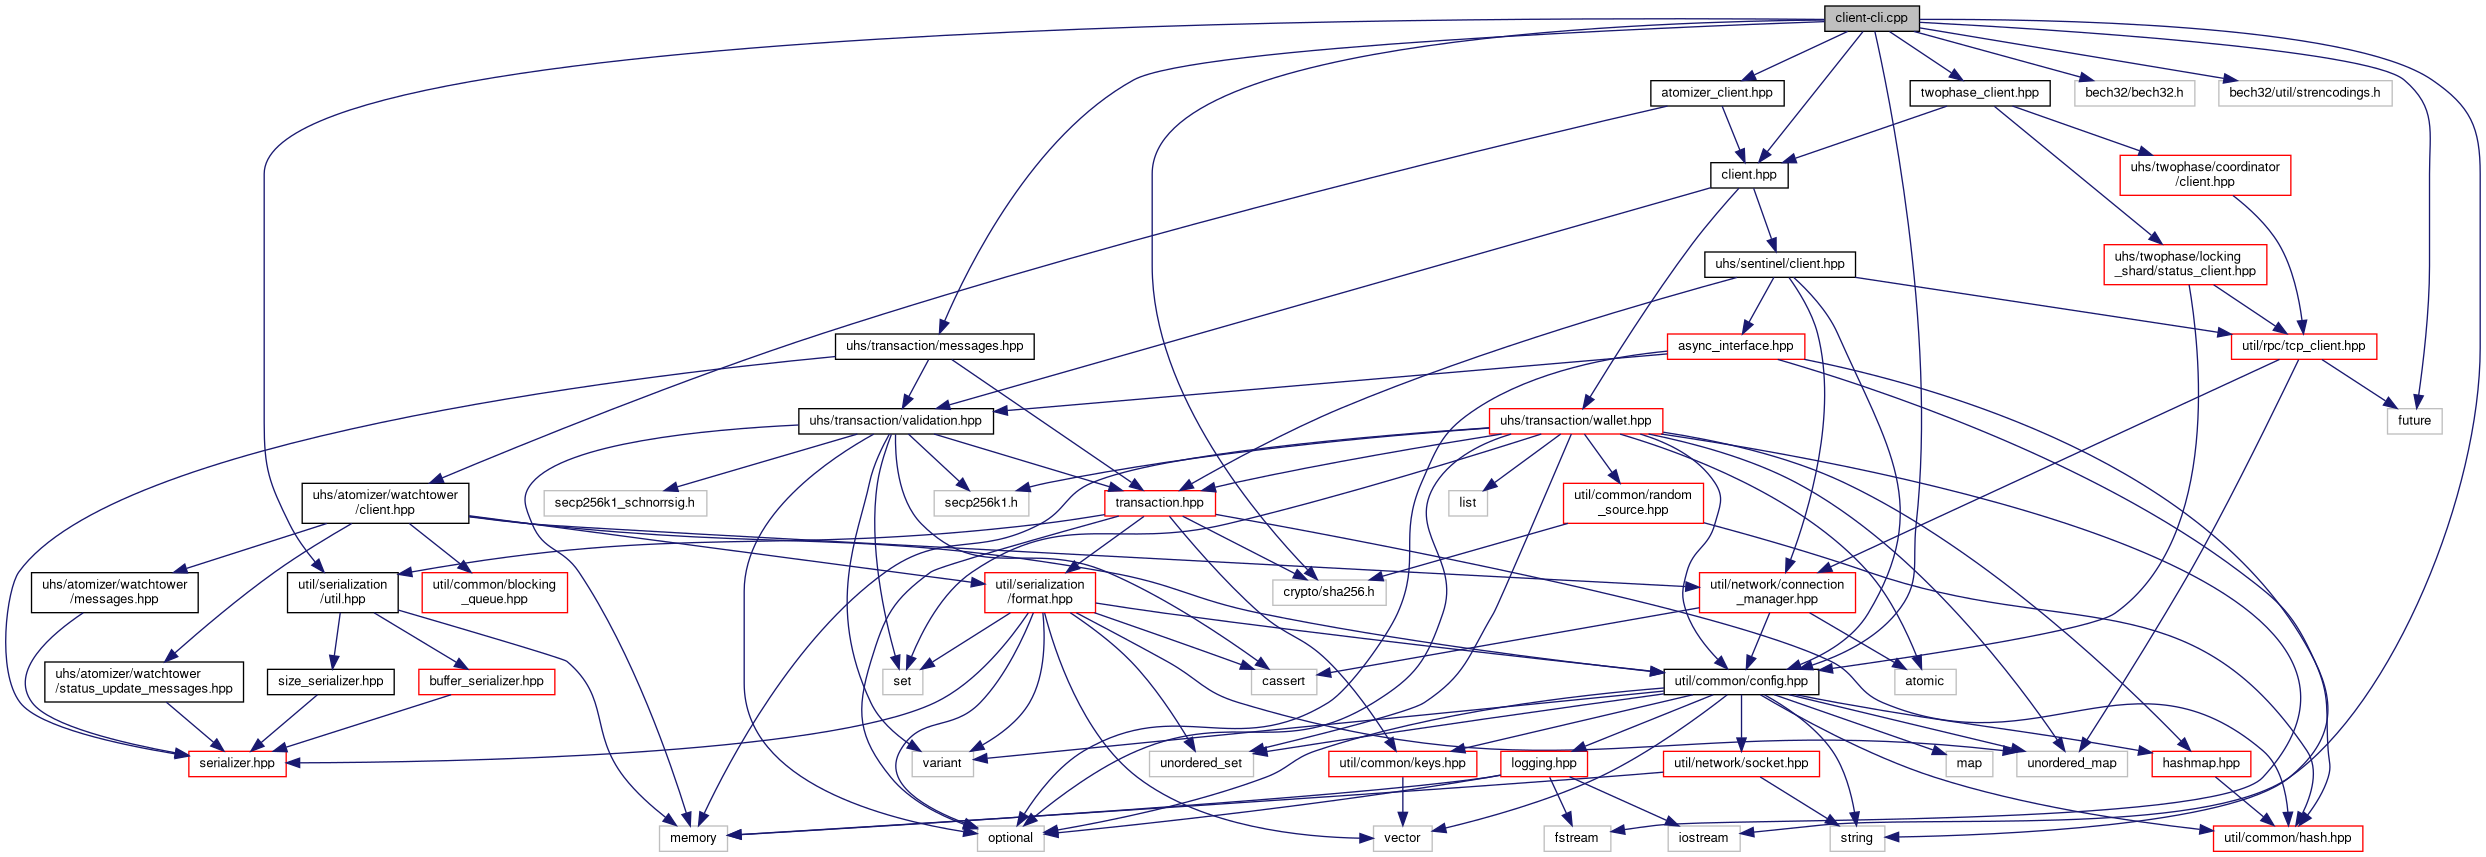 client-cli.cpp
atomizer_client.hpp
twophase_client.hpp
bech32/bech32.h
bech32/util/strencodings.h
client.hpp
uhs/twophase/coordinator
/client.hpp
uhs/sentinel/client.hpp
uhs/twophase/locking
_shard/status_client.hpp
uhs/transaction/messages.hpp
async_interface.hpp
util/rpc/tcp_client.hpp
uhs/transaction/validation.hpp
uhs/transaction/wallet.hpp
future
uhs/atomizer/watchtower
/client.hpp
secp256k1_schnorrsig.h
secp256k1.h
transaction.hpp
list
util/common/random
_source.hpp
uhs/atomizer/watchtower
/messages.hpp
util/serialization
/util.hpp
util/common/blocking
_queue.hpp
util/serialization
/format.hpp
crypto/sha256.h
util/network/connection
_manager.hpp
uhs/atomizer/watchtower
/status_update_messages.hpp
size_serializer.hpp
buffer_serializer.hpp
set
cassert
util/common/config.hpp
atomic
serializer.hpp
variant
unordered_set
util/common/keys.hpp
logging.hpp
util/network/socket.hpp
map
unordered_map
hashmap.hpp
memory
optional
vector
fstream
iostream
string
util/common/hash.hpp